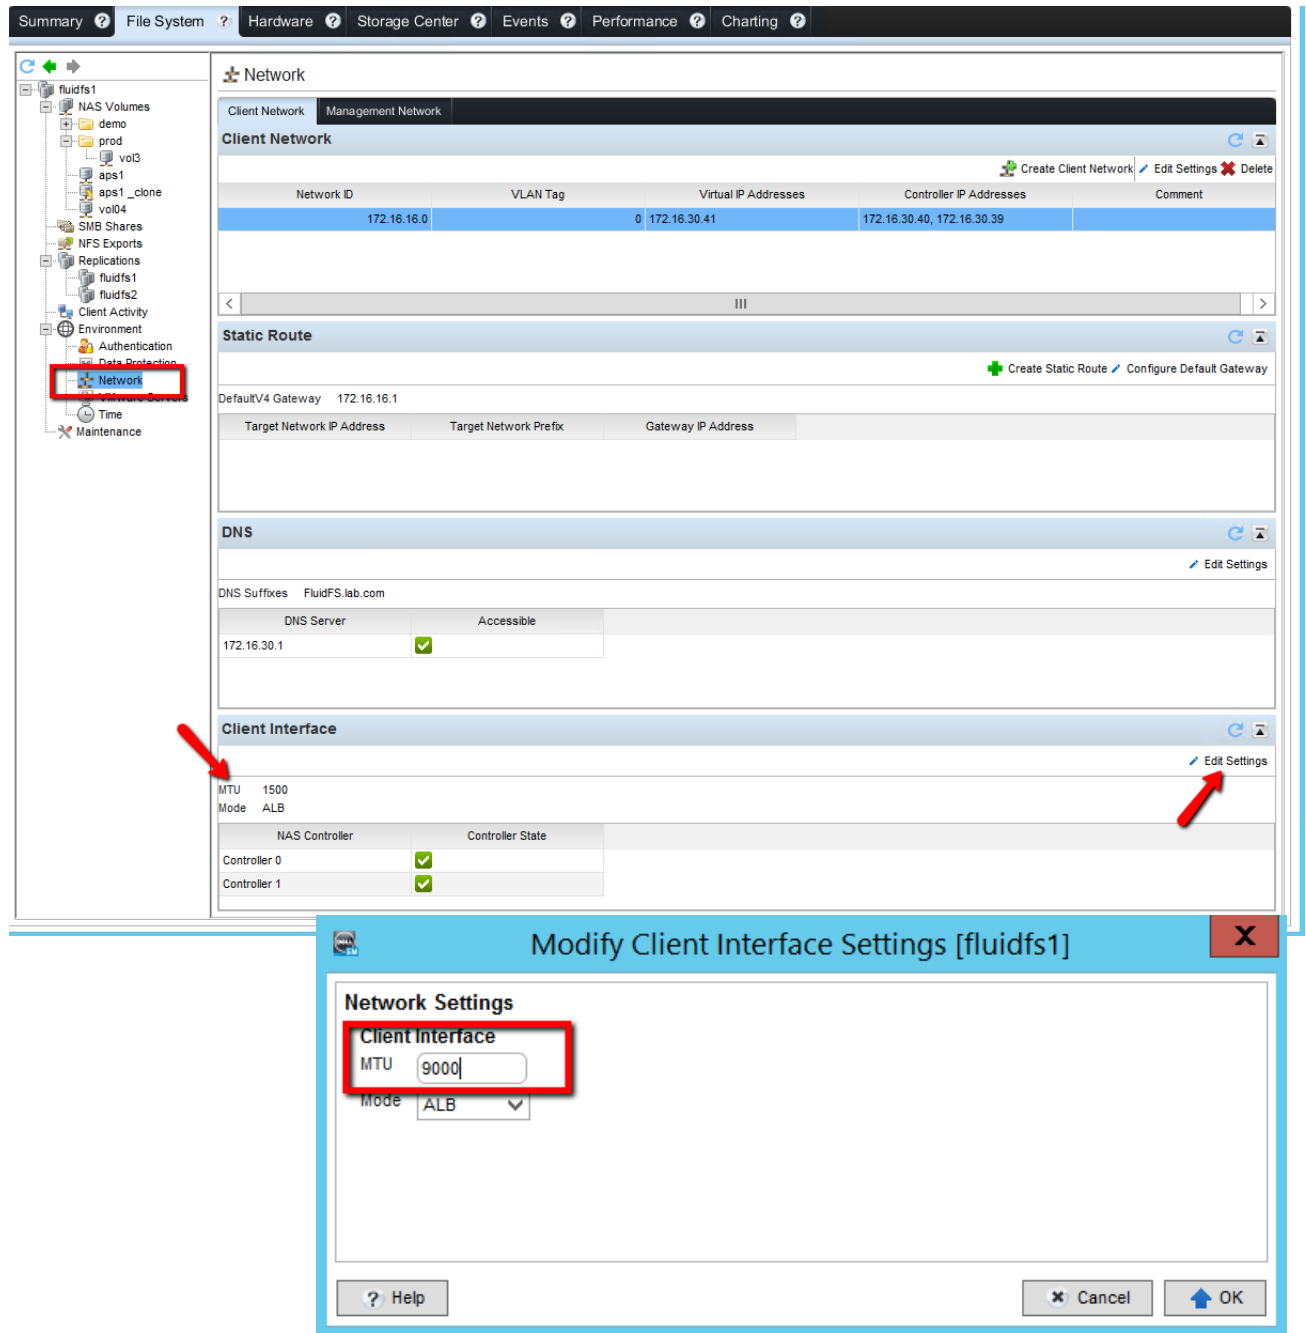 Summary ? File System ? Hardware ? Storage Center ? Events ? Performance ? Charting ?
fluidfs1
NAS Volumes
demo
prod
vol3
aps1
aps1 _clone
vol04
SMB Shares
NFS Exports
Replications
fluidfs1
fluidfs2
Client Activity
Environment
Authentication
Data Protection
Network
VMware Servers
Time
Maintenance
Network
Client Network Management Network
Client Network
Create Client Network Edit Settings Delete
Network ID VLAN Tag Virtual IP Addresses Controller IP Addresses Comment
172.16.16.0 0 172.16.30.41 172.16.30.40, 172.16.30.39
Static Route
Create Static Route Configure Default Gateway
DefaultV4 Gateway 172.16.16.1
Target Network IP Address Target Network Prefix Gateway IP Address
DNS
Edit Settings
DNS Suffixes FluidFS.lab.com
DNS Server Accessible
172.16.30.1
Client Interface
Edit Settings
MTU 1500
Mode ALB
NAS Controller Controller State
Controller 0
Controller 1
Modify Client Interface Settings [fluidfs1] X
Network Settings
Client Interface
MTU 9000
Mode ALB
? Help Cancel OK